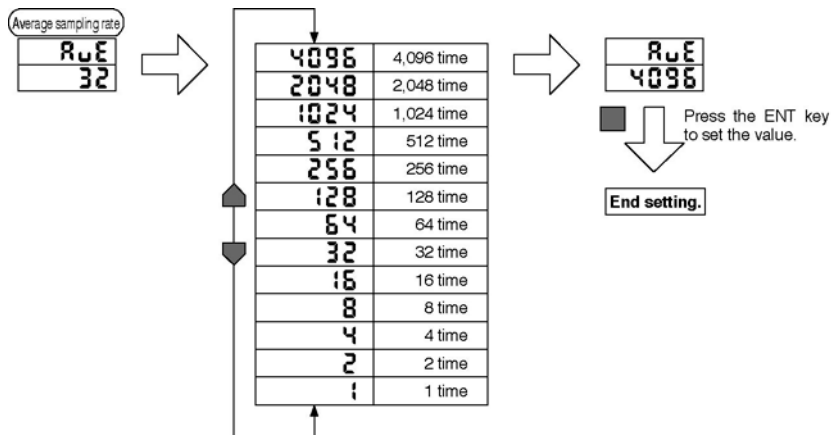 Average sampling rate
AvE
32
4096 4,096 time
2048 2,048 time
1024 1,024 time
512 512 time
256 256 time
128 128 time
64 64 time
32 32 time
16 16 time
8 8 time
4 4 time
2 2 time
1 1 time
AvE
4096
Press the ENT key
to set the value.
End setting.